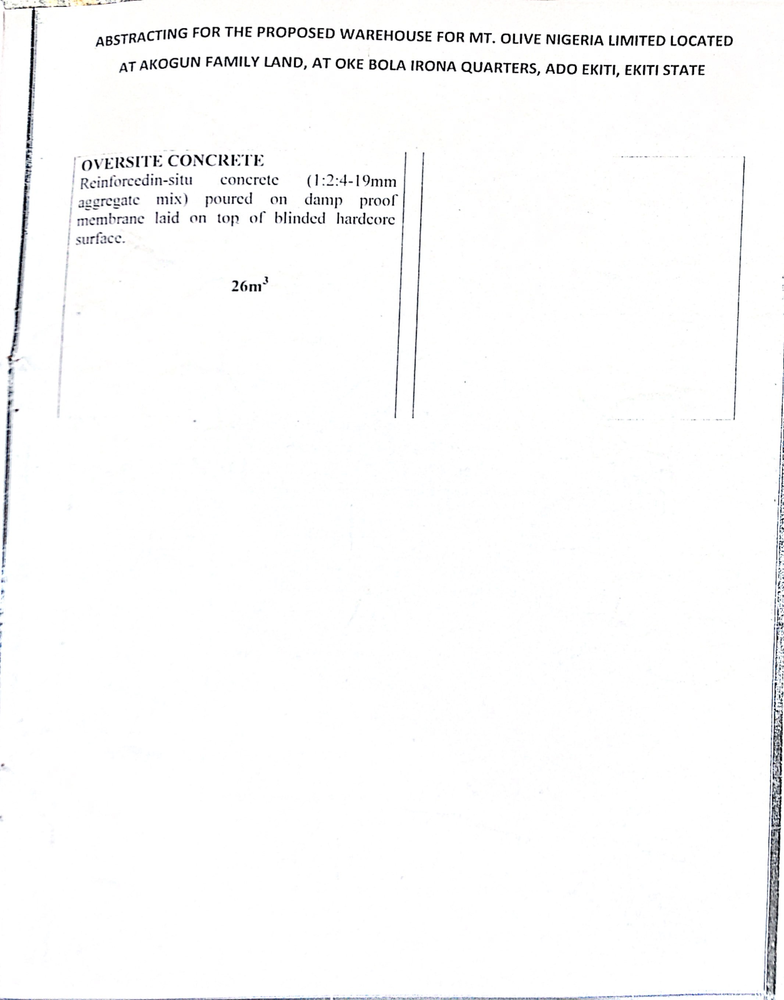 ABSTRACTING FOR THE PROPOSED WAREHOUSE FOR MT. OLIVE NIGERIA LIMITED LOCATED
AT AKOGUN FAMILY LAND, AT OKE BOLA IRONA QUARTERS, ADO EKITI, EKITI STATE
OVERSITE CONCRETE
Reinforcedin-situ concrete (1:2:4-19mm
aggregate mix) poured on damp proof
membrane laid on top of blinded hardcore
surface.
26m³